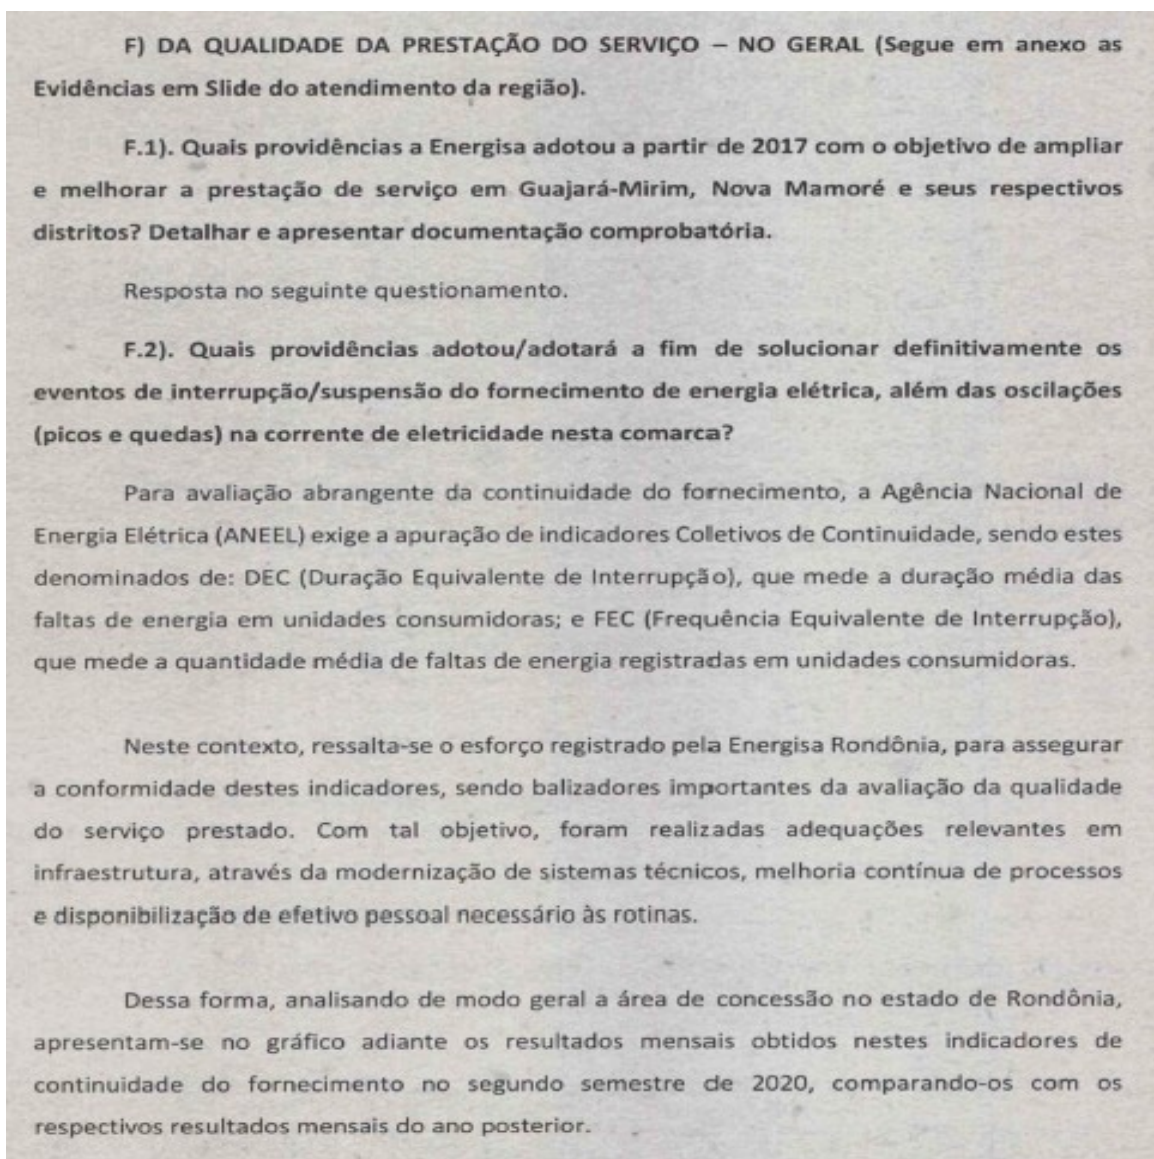 F) DA QUALIDADE DA PRESTAÇÃO DO SERVIÇO – NO GERAL (Segue em anexo as
Evidências em Slide do atendimento da região).
F.1). Quais providências a Energisa adotou a partir de 2017 com o objetivo de ampliar
e melhorar a prestação de serviço em Guajará-Mirim, Nova Mamoré e seus respectivos
distritos? Detalhar e apresentar documentação comprobatória.
Resposta no seguinte questionamento.
F.2). Quais providências adotou/adotará a fim de solucionar definitivamente os
eventos de interrupção/suspensão do fornecimento de energia elétrica, além das oscilações
(picos e quedas) na corrente de eletricidade nesta comarca?
Para avaliação abrangente da continuidade do fornecimento, a Agência Nacional de
Energia Elétrica (ANEEL) exige a apuração de indicadores Coletivos de Continuidade, sendo estes
denominados de: DEC (Duração Equivalente de Interrupção), que mede a duração média das
faltas de energia em unidades consumidoras; e FEC (Frequência Equivalente de Interrupção),
que mede a quantidade média de faltas de energia registradas em unidades consumidoras.
Neste contexto, ressalta-se o esforço registrado pela Energisa Rondônia, para assegurar
a conformidade destes indicadores, sendo balizadores importantes da avaliação da qualidade
do serviço prestado. Com tal objetivo, foram realizadas adequações relevantes em
infraestrutura, através da modernização de sistemas técnicos, melhoria contínua de processos
e disponibilização de efetivo pessoal necessário às rotinas.
Dessa forma, analisando de modo geral a área de concessão no estado de Rondônia,
apresentam-se no gráfico adiante os resultados mensais obtidos nestes indicadores de
continuidade do fornecimento no segundo semestre de 2020, comparando-os com os
respectivos resultados mensais do ano posterior.